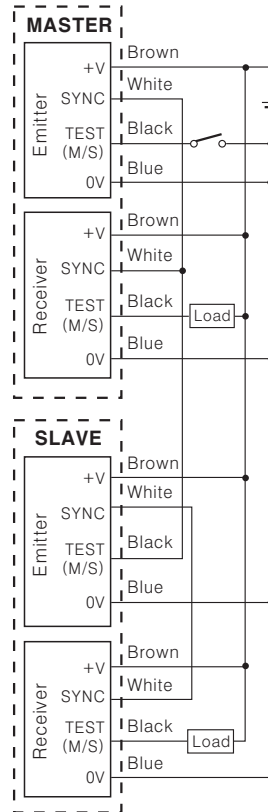 MASTER
Emitter
+V
Brown
SYNC
White
TEST
(M/S)
Black
0V
Blue
Receiver
+V
Brown
SYNC
White
TEST
(M/S)
Black
Load
0V
Blue
SLAVE
Emitter
+V
Brown
SYNC
White
TEST
(M/S)
Black
0V
Blue
Receiver
+V
Brown
SYNC
White
TEST
(M/S)
Black
Load
0V
Blue